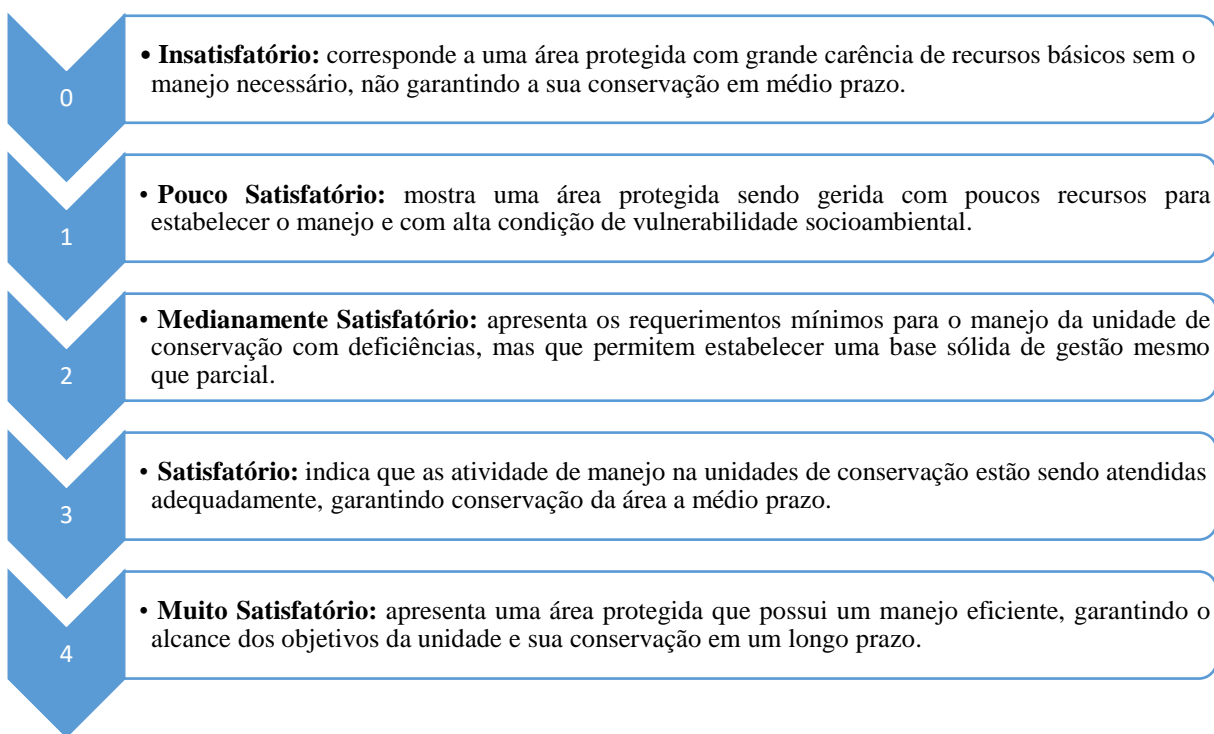 0
• Insatisfatório: corresponde a uma área protegida com grande carência de recursos básicos sem o
manejo necessário, não garantindo a sua conservação em médio prazo.
1
• Pouco Satisfatório: mostra uma área protegida sendo gerida com poucos recursos para
estabelecer o manejo e com alta condição de vulnerabilidade socioambiental.
2
• Medianamente Satisfatório: apresenta os requerimentos mínimos para o manejo da unidade de
conservação com deficiências, mas que permitem estabelecer uma base sólida de gestão mesmo
que parcial.
3
• Satisfatório: indica que as atividade de manejo na unidades de conservação estão sendo atendidas
adequadamente, garantindo conservação da área a médio prazo.
4
• Muito Satisfatório: apresenta uma área protegida que possui um manejo eficiente, garantindo o
alcance dos objetivos da unidade e sua conservação em um longo prazo.